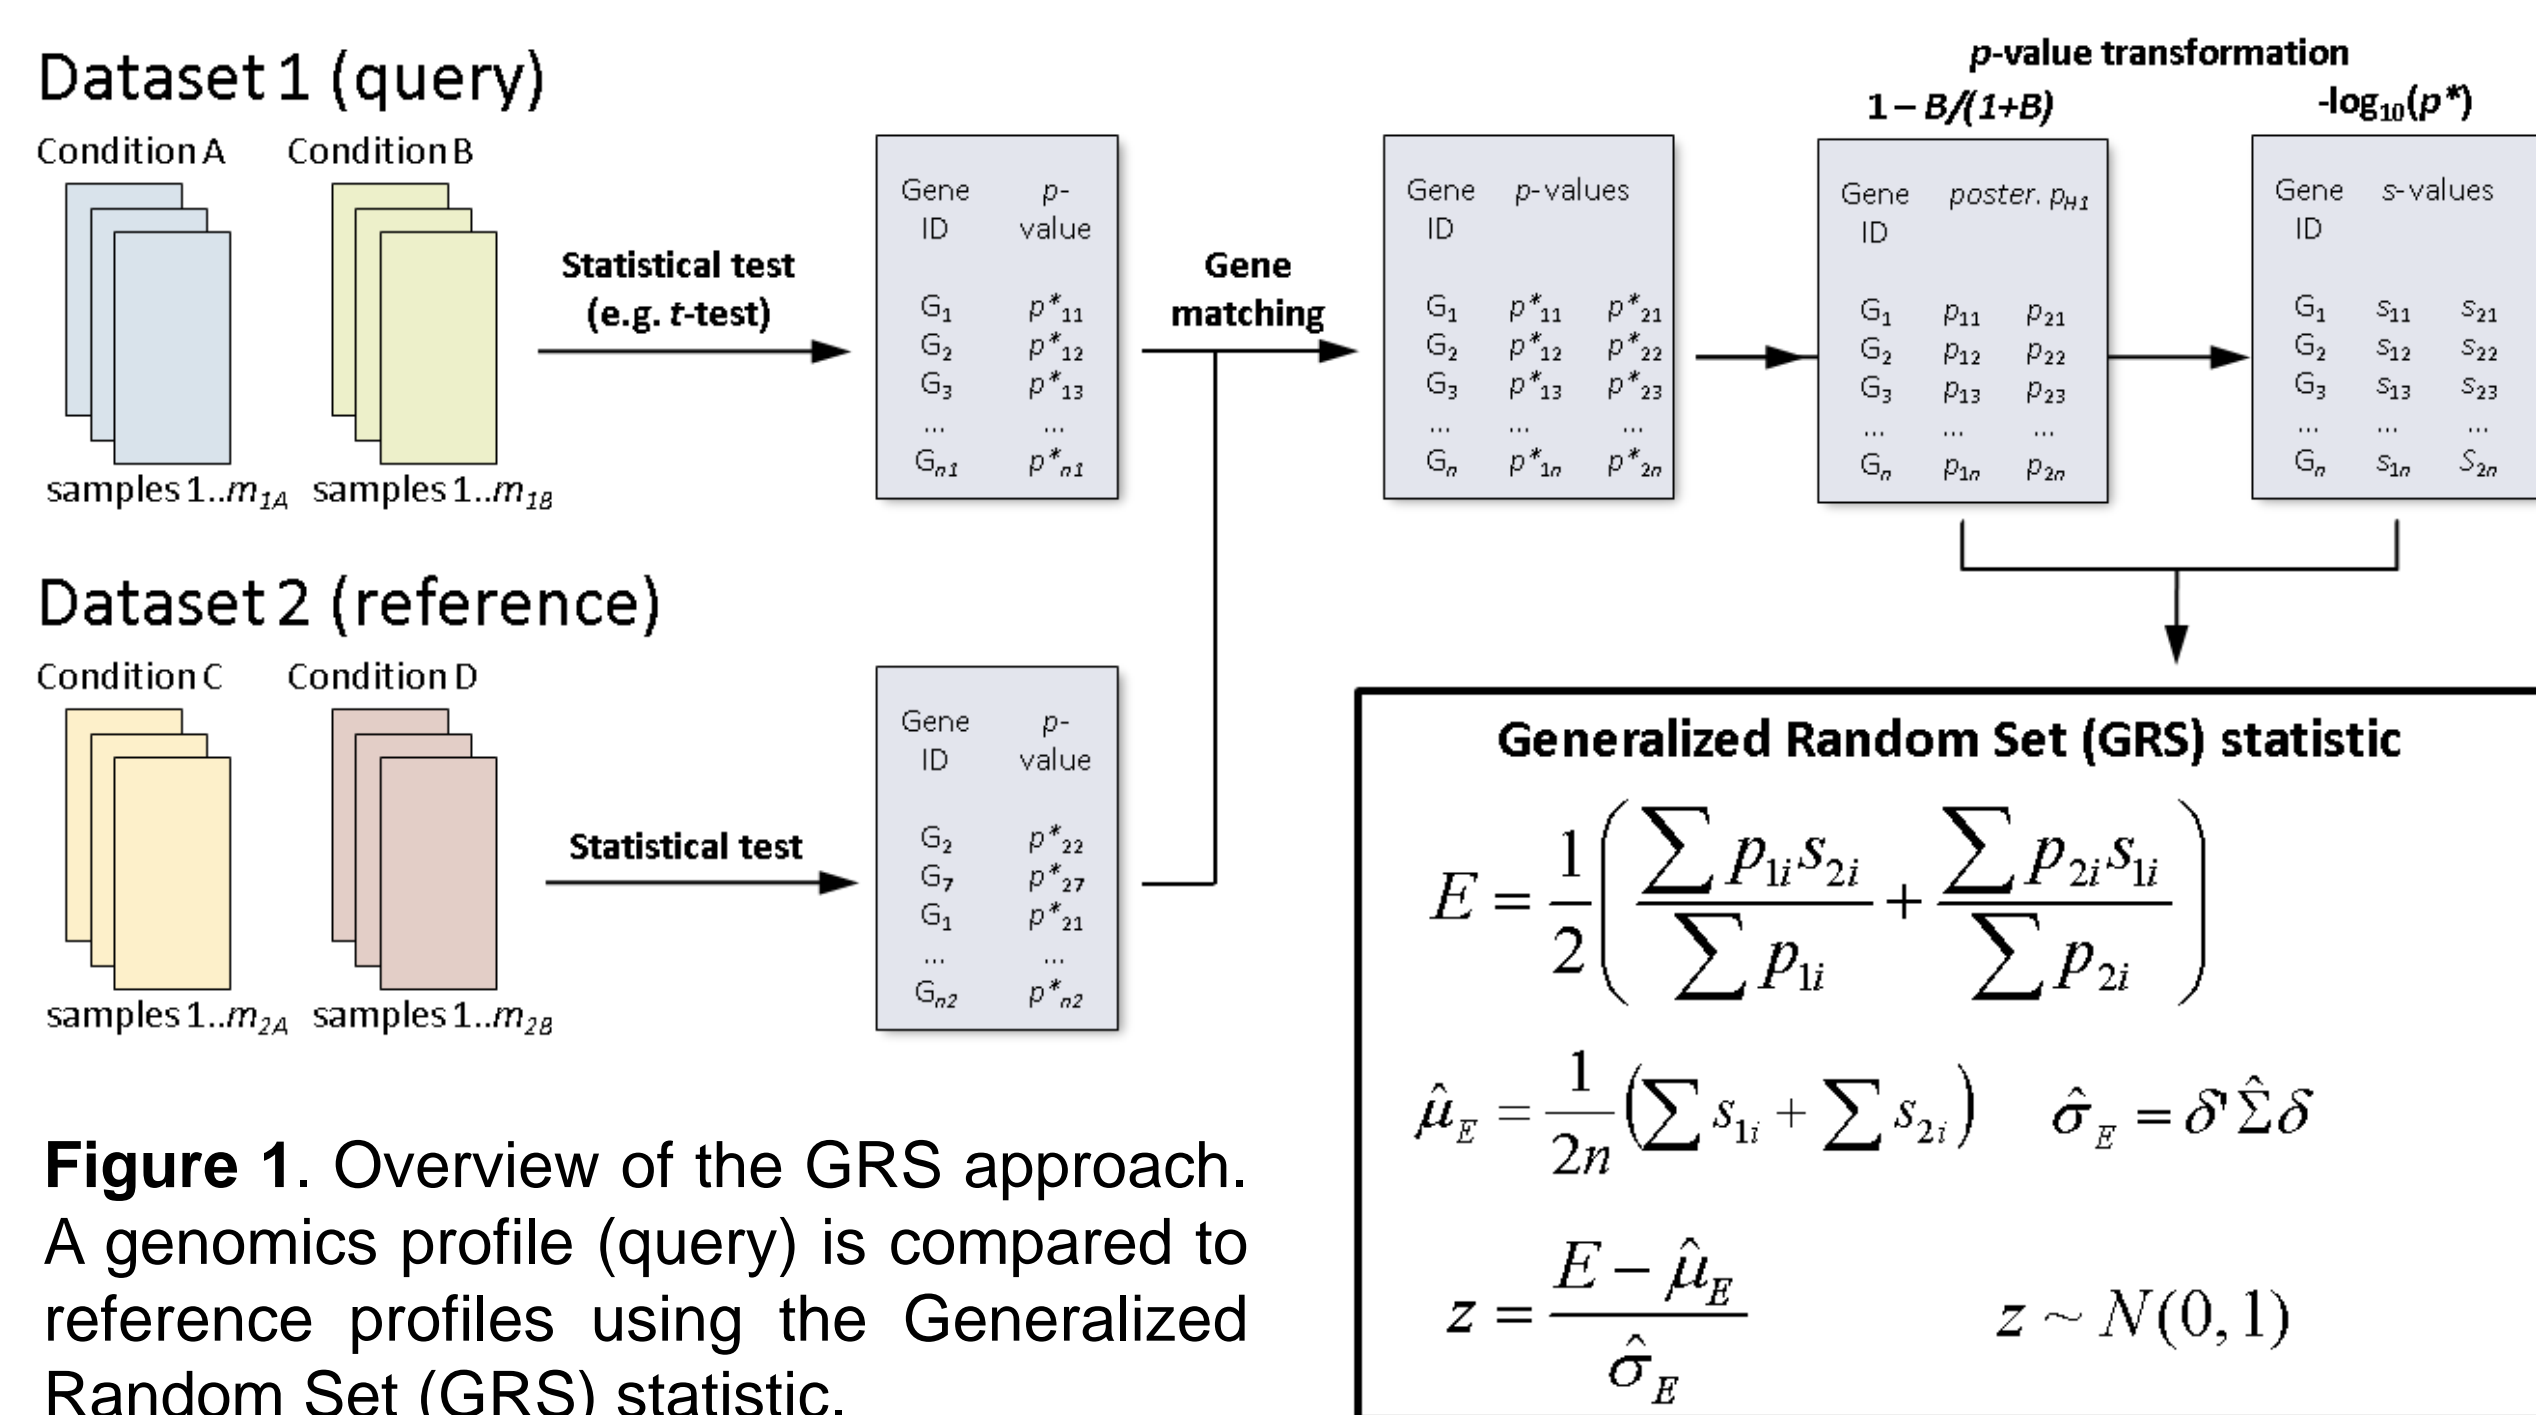 Dataset 1 (query)
Condition A
Condition B
samples 1..m1A
samples 1..m1B
Statistical test
(e.g. t-test)
Gene p-
ID value
G1 p*11
G2 p*12
G3 p*13
... ...
Gn1 p*n1
Gene
matching
Gene p-values
ID
G1 p*11 p*21
G2 p*12 p*22
G3 p*13 p*23
... ... ...
Gn p*1n p*2n
p-value transformation
1 – B/(1+B)
-log10(p*)
Gene poster. pH1
ID
G1 p11 p21
G2 p12 p22
G3 p13 p23
... ... ...
Gn p1n p2n
Gene s-values
ID
G1 s11 s21
G2 s12 s22
G3 s13 s23
... ... ...
Gn s1n S2n
Dataset 2 (reference)
Condition C
Condition D
samples 1..m2A
samples 1..m2B
Statistical test
Gene p-
ID value
G2 p*22
G7 p*27
G1 p*21
... ...
Gn2 p*n2
Generalized Random Set (GRS) statistic
E = 1/2 ( ∑ p1i s2i / ∑ p1i + ∑ p2i s1i / ∑ p2i )
μ̂E = 1/2n (∑ s1i + ∑ s2i) σ̂E = δ' Σ̂ δ
z = (E − μ̂E) / σ̂E z ~ N(0, 1)
Figure 1. Overview of the GRS approach.
A genomics profile (query) is compared to
reference profiles using the Generalized
Random Set (GRS) statistic.